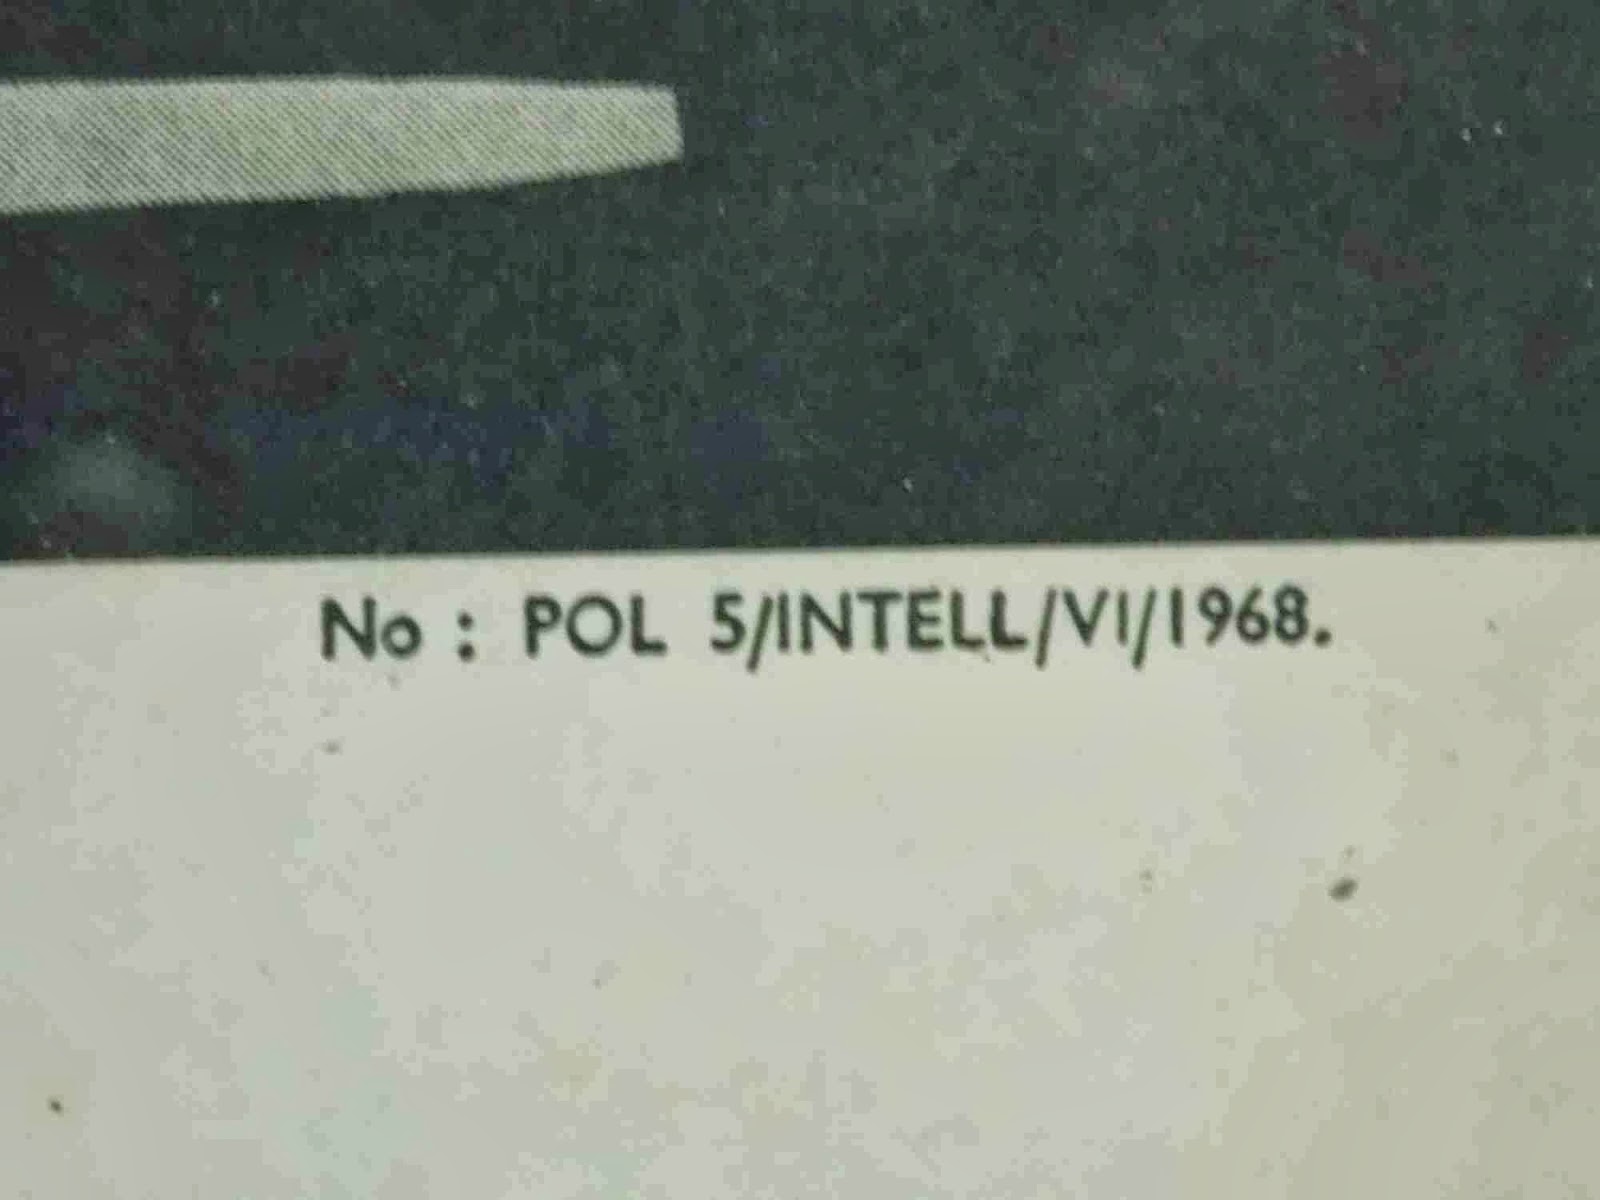 No : POL 5/INTELL/VI/1968.